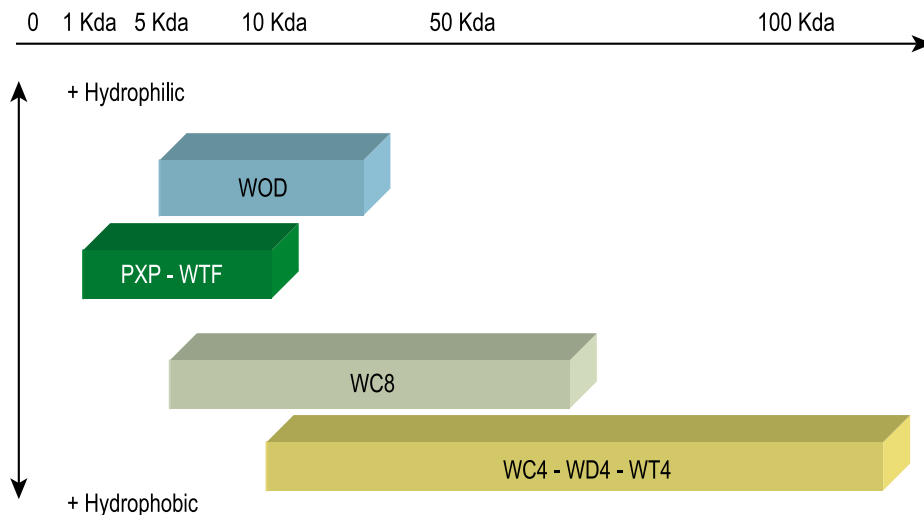 0 1 Kda 5 Kda 10 Kda 50 Kda 100 Kda
+ Hydrophilic
WOD
PXP - WTF
WC8
WC4 - WD4 - WT4
+ Hydrophobic